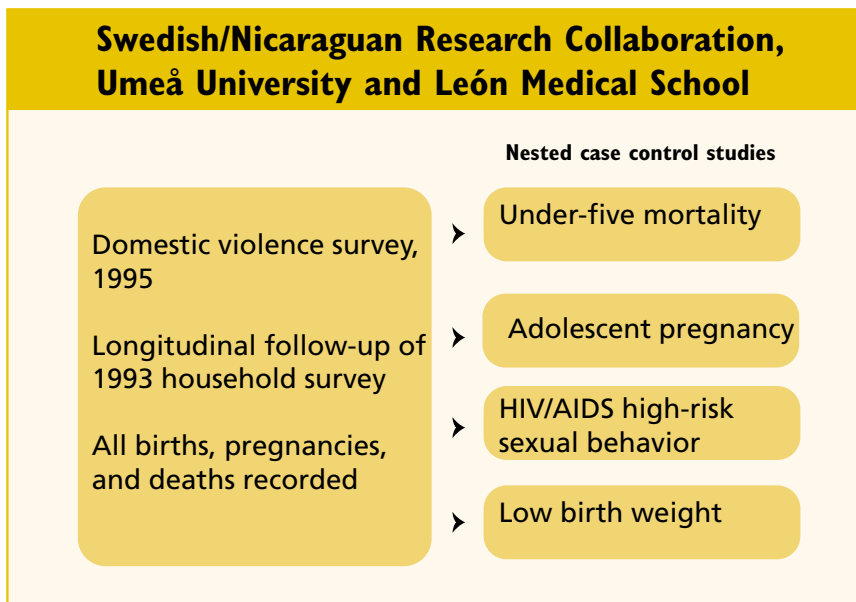 Swedish/Nicaraguan Research Collaboration,
Umeå University and León Medical School
Nested case control studies
Domestic violence survey,
1995
Longitudinal follow-up of
1993 household survey
All births, pregnancies,
and deaths recorded
Under-five mortality
Adolescent pregnancy
HIV/AIDS high-risk
sexual behavior
Low birth weight